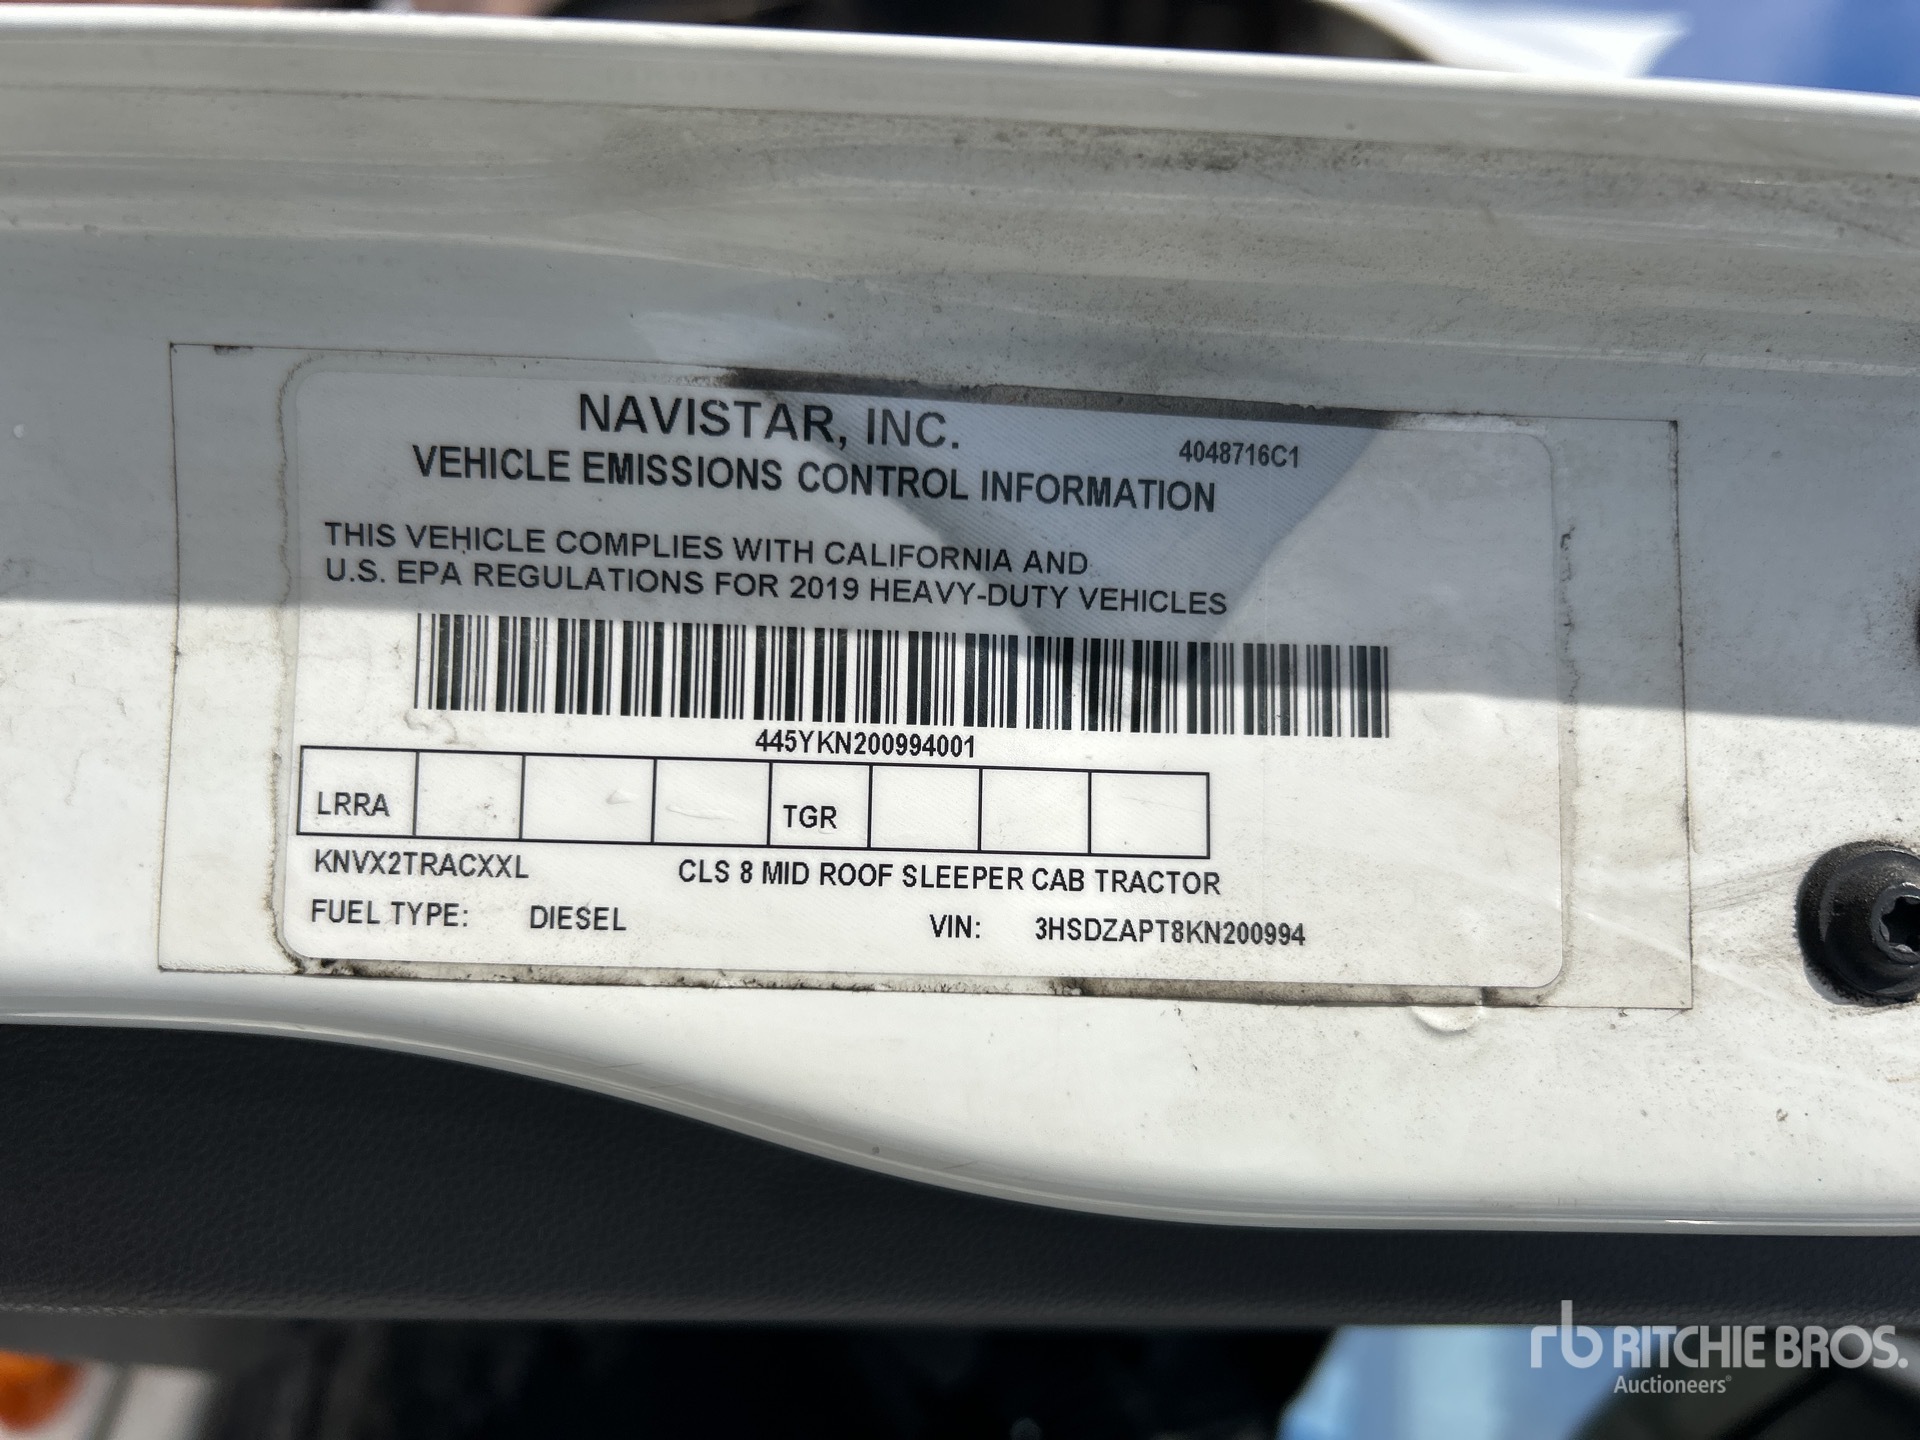 NAVISTAR, INC.
4048716C1
VEHICLE EMISSIONS CONTROL INFORMATION
THIS VEHICLE COMPLIES WITH CALIFORNIA AND
U.S. EPA REGULATIONS FOR 2019 HEAVY-DUTY VEHICLES
445YKN200994001
LRRA TGR
KNVX2TRACXXL CLS 8 MID ROOF SLEEPER CAB TRACTOR
FUEL TYPE: DIESEL VIN: 3HSDZAPT8KN200994
rb RITCHIE BROS.
Auctioneers